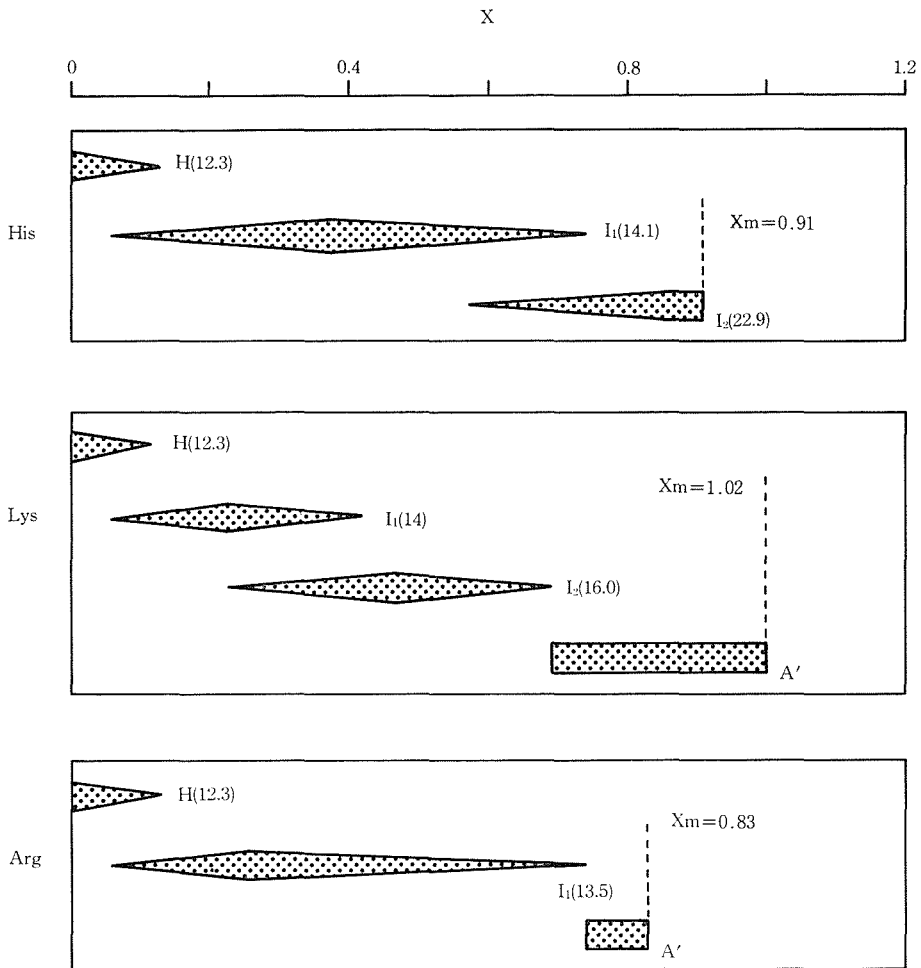 X
0 0.4 0.8 1.2
H(12.3)
His
I₁(14.1)
Xm=0.91
I₂(22.9)
H(12.3)
Xm=1.02
Lys
I₁(14)
I₂(16.0)
A′
H(12.3)
Xm=0.83
Arg
I₁(13.5)
A′